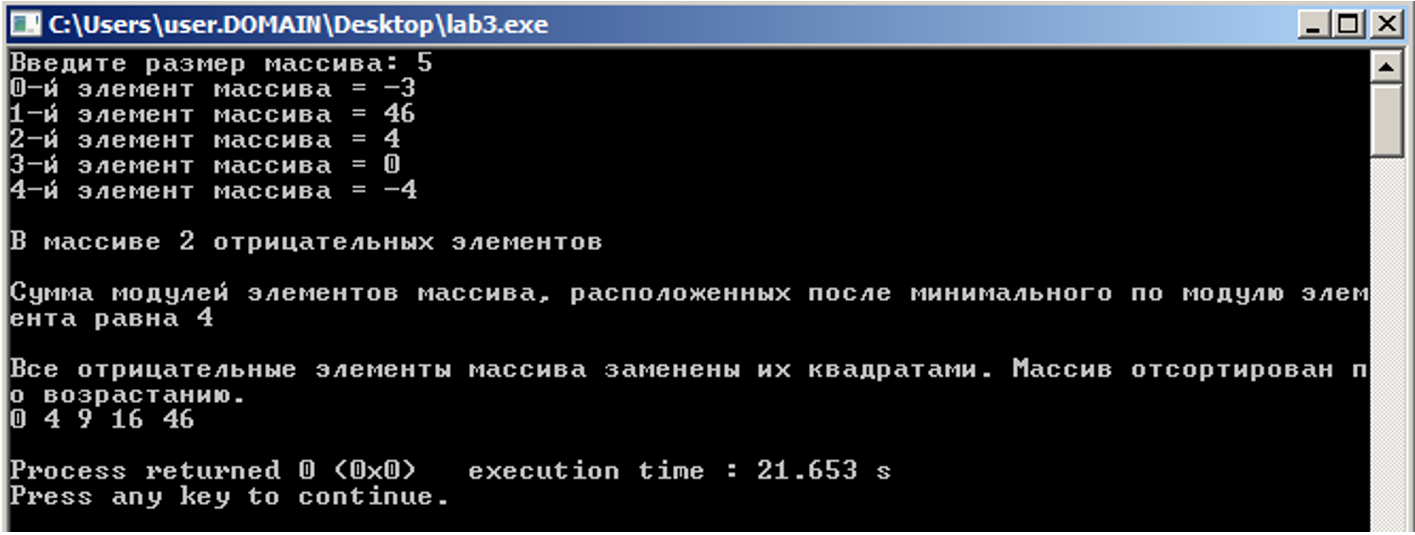 C:\Users\user.DOMAIN\Desktop\lab3.exe
Введите размер массива: 5
0-й элемент массива = -3
1-й элемент массива = 46
2-й элемент массива = 4
3-й элемент массива = 0
4-й элемент массива = -4
В массиве 2 отрицательных элементов
Сумма модулей элементов массива, расположенных после минимального по модулю элем
ента равна 4
Все отрицательные элементы массива заменены их квадратами. Массив отсортирован п
о возрастанию.
0 4 9 16 46
Process returned 0 (0x0)   execution time : 21.653 s
Press any key to continue.